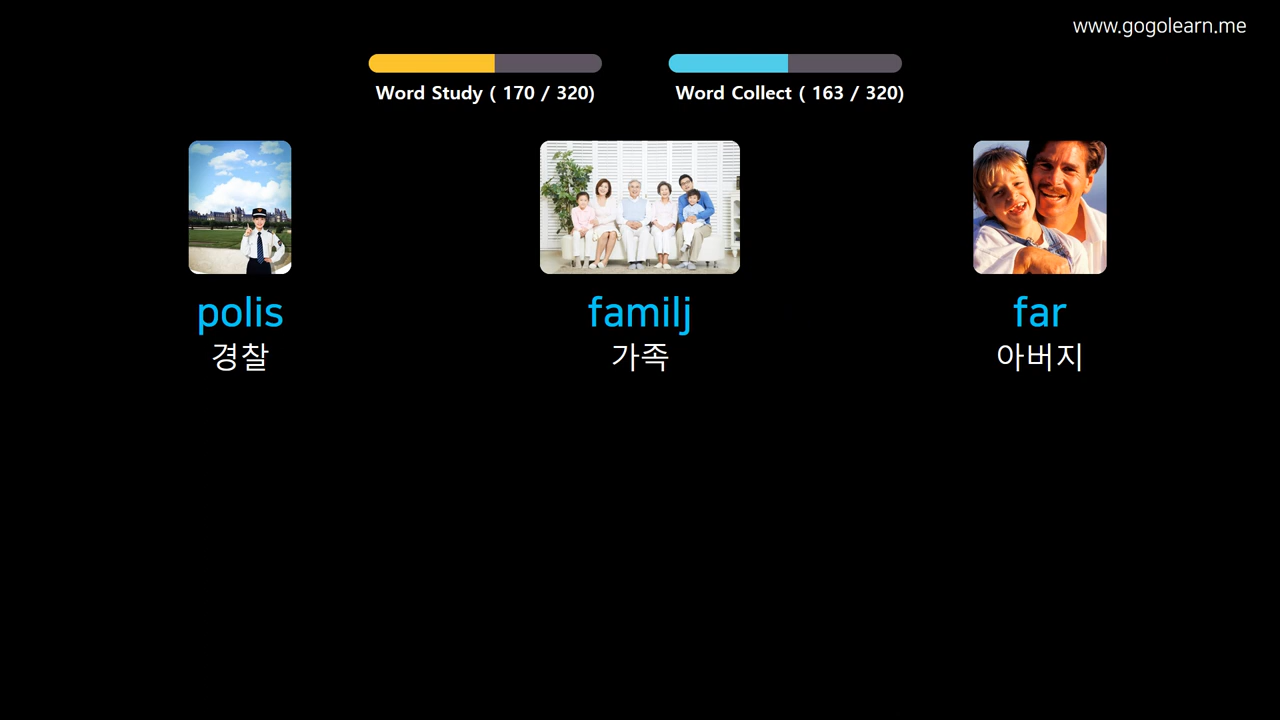 www.gogolearn.me
Word Study ( 170 / 320)
Word Collect ( 163 / 320)
polis
familj
far
경찰
가족
아버지